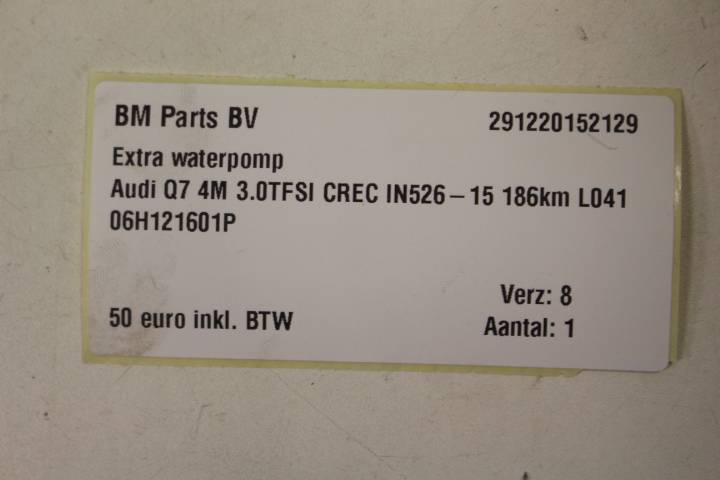 BM Parts BV 291220152129
Extra waterpomp
Audi Q7 4M 3.0TFSI CREC IN526-15 186km L041
06H121601P
Verz: 8
50 euro inkl. BTW Aantal: 1